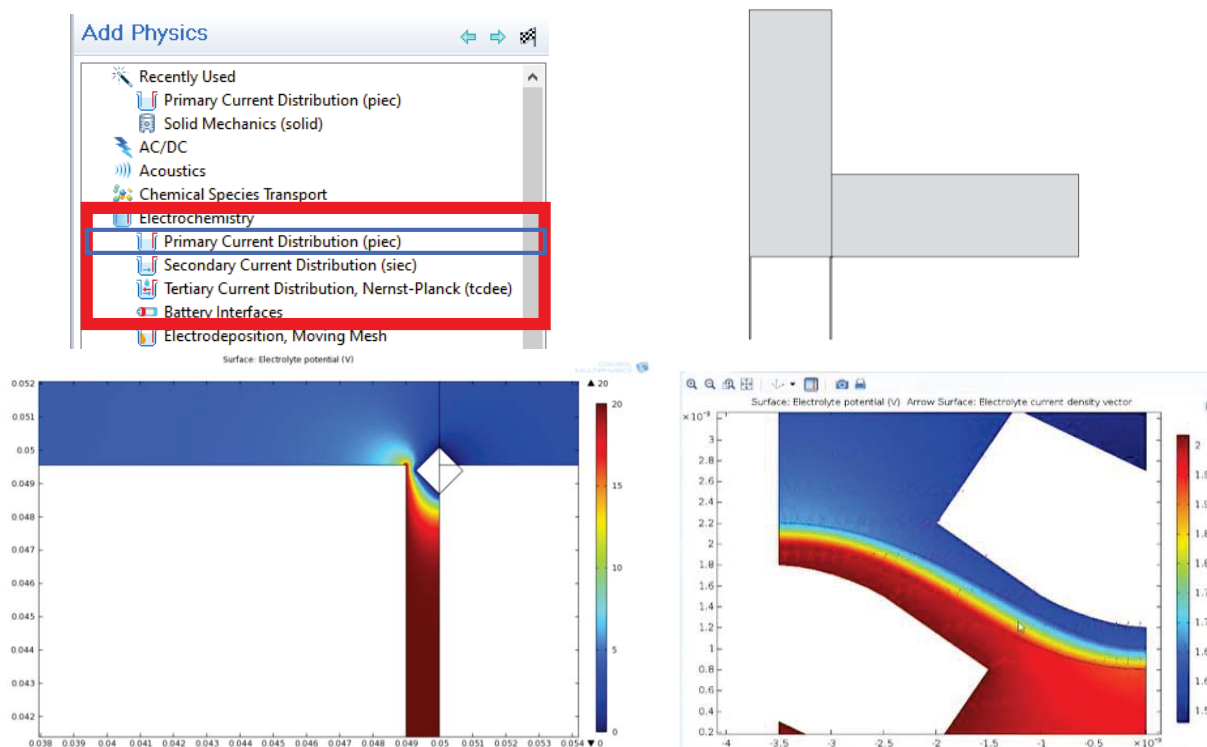 Add Physics
Recently Used
Primary Current Distribution (piec)
Solid Mechanics (solid)
AC/DC
Acoustics
Chemical Species Transport
Electrochemistry
Primary Current Distribution (piec)
Secondary Current Distribution (siec)
Tertiary Current Distribution, Nernst-Planck (tcdee)
Battery Interfaces
Electrodeposition, Moving Mesh
Surface: Electrolyte potential (V)
COMSOL
MULTIPHYSICS
▲ 20
0.052
0.051
0.05
0.049
0.048
0.047
0.046
0.045
0.044
0.043
0.042
20
15
10
5
0
▼ 0
0.038 0.039 0.04 0.041 0.042 0.043 0.044 0.045 0.046 0.047 0.048 0.049 0.05 0.051 0.052 0.053 0.054
Surface: Electrolyte potential (V) Arrow Surface: Electrolyte current density vector
×10⁻³
3
2.8
2.6
2.4
2.2
2
1.8
1.6
1.4
1.2
1
0.8
0.6
0.4
0.2
2
1.9
1.8
1.8
1.7
1.7
1.6
1.6
1.5
-4 -3.5 -3 -2.5 -2 -1.5 -1 -0.5 ×10⁻³